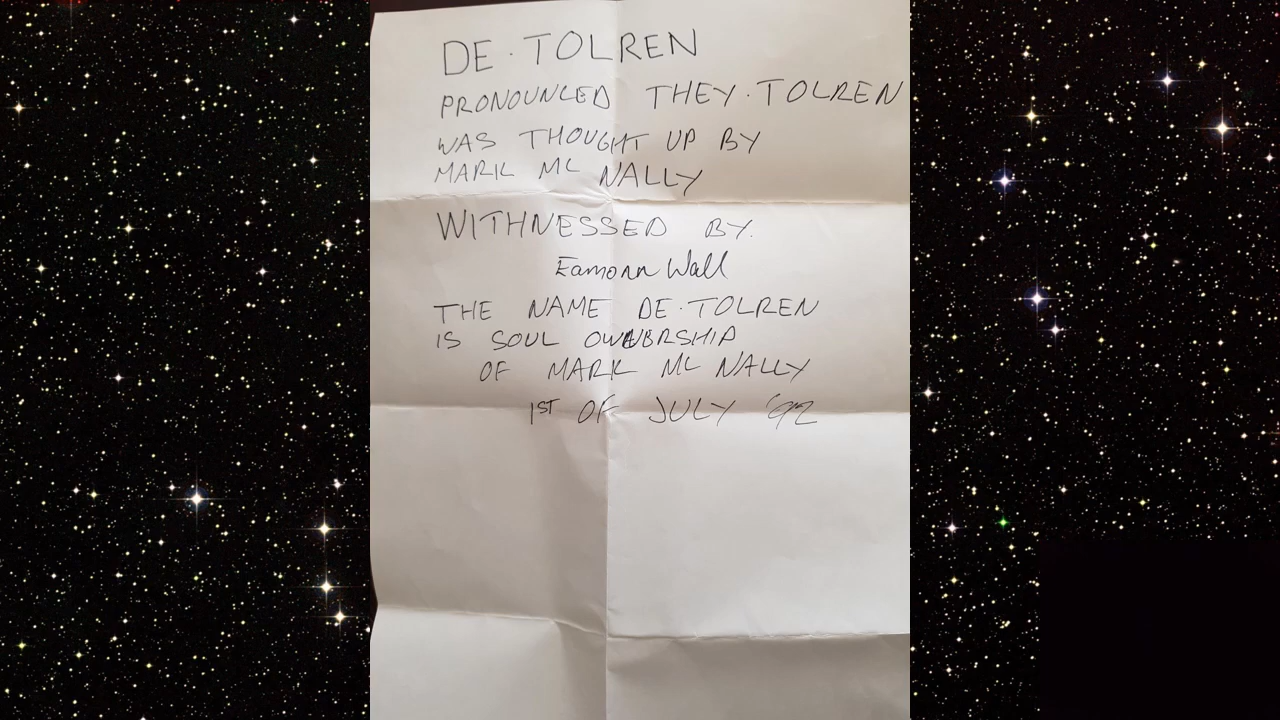 DE·TOLREN
PRONOUNCED THEY·TOLREN
WAS THOUGHT UP BY
MARK MC NALLY
WITHNESSED BY.
Eamonn Wall
THE NAME DE·TOLREN
IS SOUL OWNERSHIP
OF MARK MC NALLY
1ST OF JULY '92